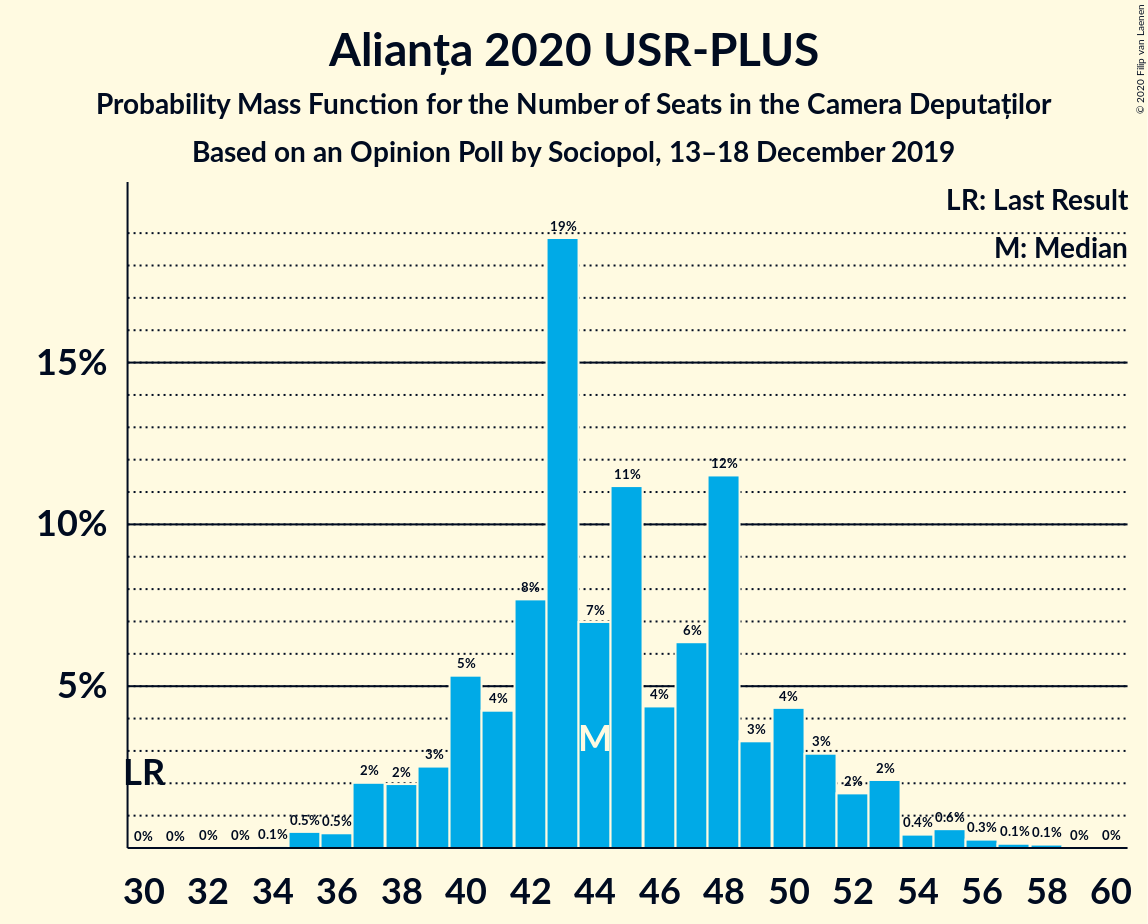 Alianța 2020 USR-PLUS
Probability Mass Function for the Number of Seats in the Camera Deputaților
Based on an Opinion Poll by Sociopol, 13–18 December 2019
© 2020 Filip van Laenen
LR: Last Result
M: Median
15%
10%
5%
LR
M
0% 0% 0% 0% 0.1% 0.5% 0.5% 2% 2% 3% 5% 4% 8% 19% 7% 11% 4% 6% 12% 3% 4% 3% 2% 2% 0.4% 0.6% 0.3% 0.1% 0.1% 0% 0%
30 32 34 36 38 40 42 44 46 48 50 52 54 56 58 60